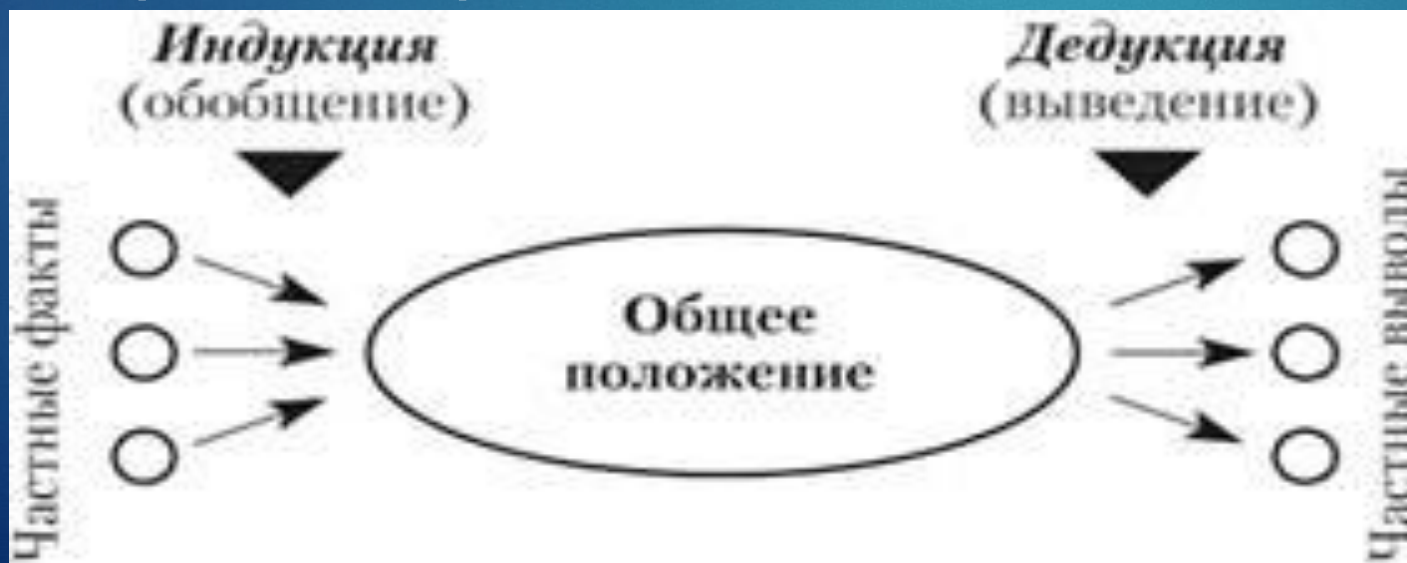 Индукция
(обобщение)
Дедукция
(выведение)
Частные факты
Общее
положение
Частные выводы